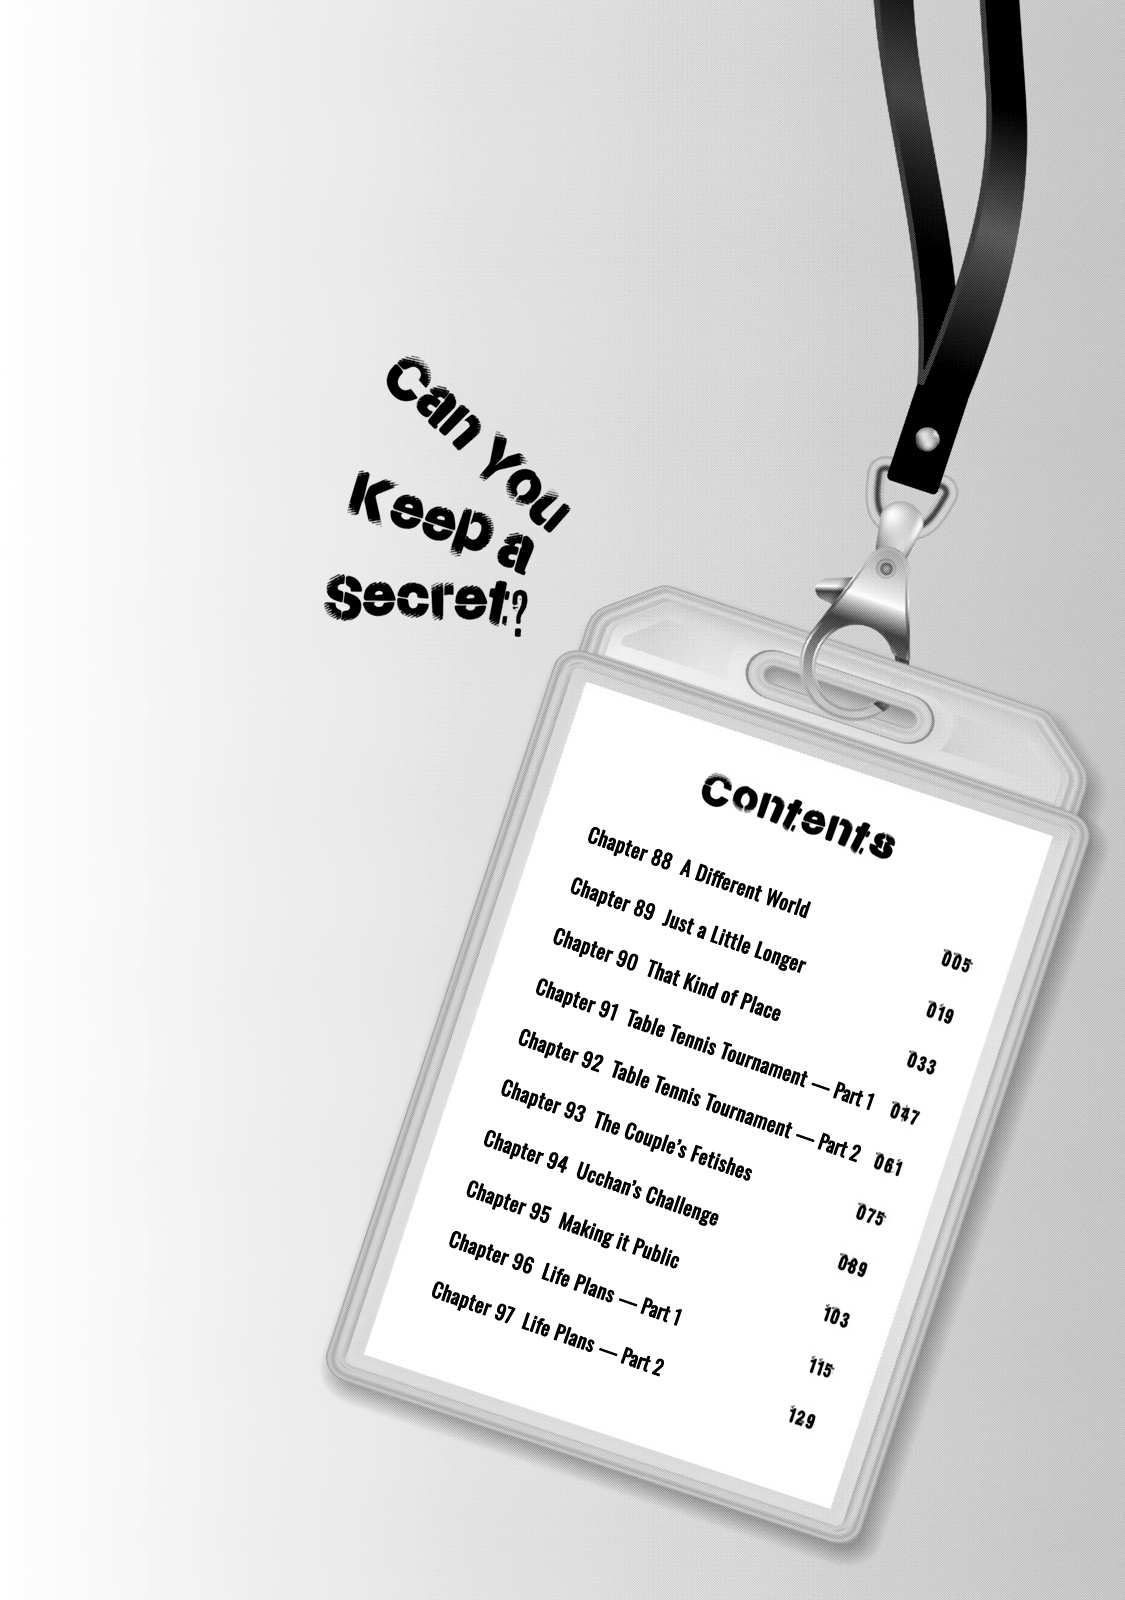 Can You
Keep a
Secret?
Contents
Chapter 88 A Different World 005
Chapter 89 Just a Little Longer 019
Chapter 90 That Kind of Place 033
Chapter 91 Table Tennis Tournament — Part 1 047
Chapter 92 Table Tennis Tournament — Part 2 061
Chapter 93 The Couple’s Fetishes 075
Chapter 94 Ucchan’s Challenge 089
Chapter 95 Making it Public 103
Chapter 96 Life Plans — Part 1 115
Chapter 97 Life Plans — Part 2 129